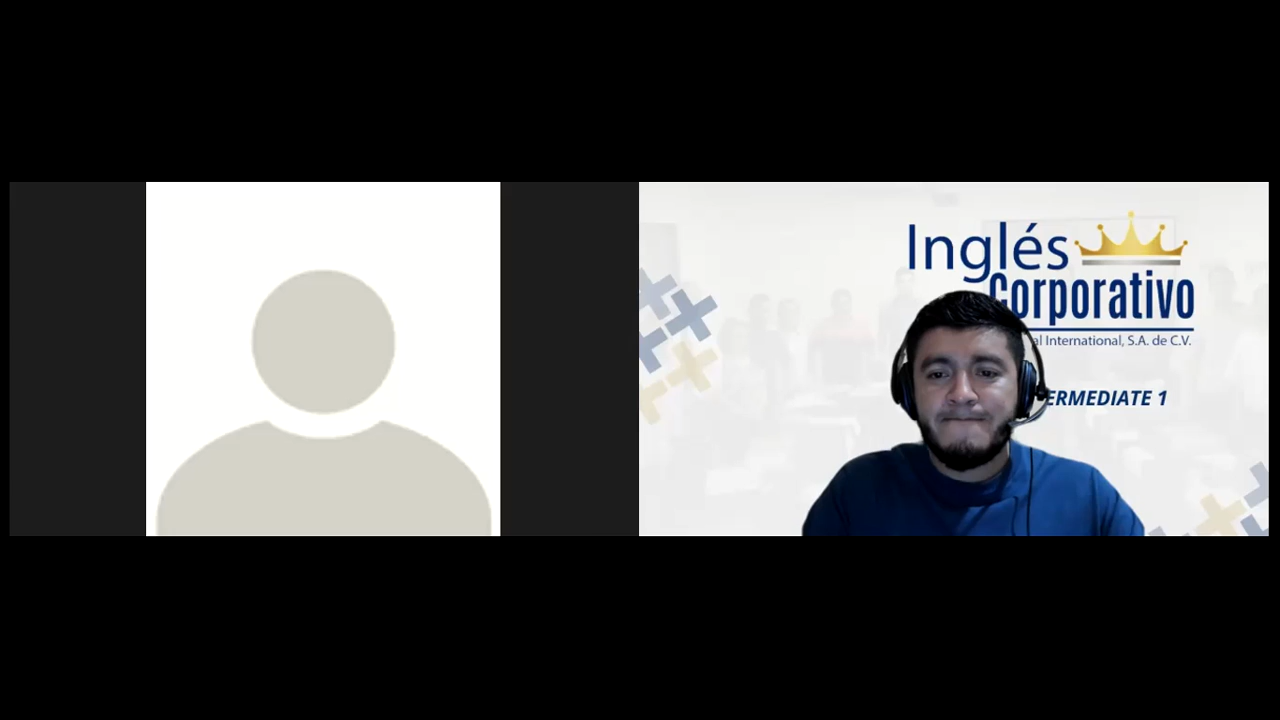 Inglés
Corporativo
al International, S.A. de C.V.
ERMEDIATE 1